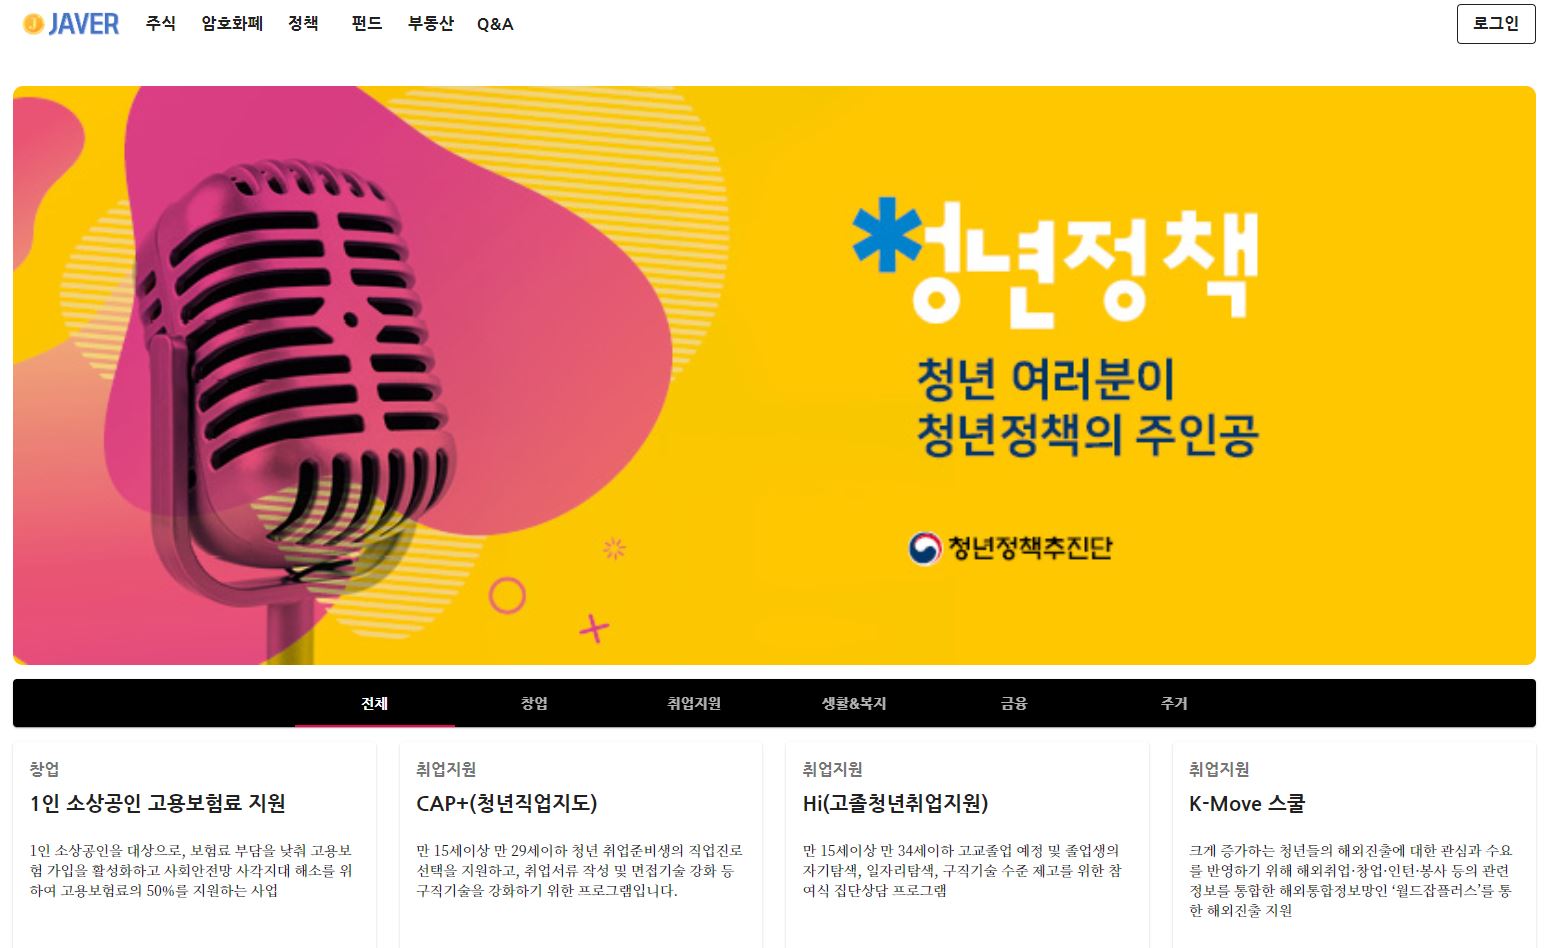 JAVER 주식 암호화폐 정책 펀드 부동산 Q&A 로그인
*청년정책
청년 여러분이
청년정책의 주인공
청년정책추진단
전체 창업 취업지원 생활&복지 금융 주거
창업
1인 소상공인 고용보험료 지원
1인 소상공인을 대상으로, 보험료 부담을 낮춰 고용보
험 가입을 활성화하고 사회안전망 사각지대 해소를 위
하여 고용보험료의 50%를 지원하는 사업
취업지원
CAP+(청년직업지도)
만 15세이상 만 29세이하 청년 취업준비생의 직업진로
선택을 지원하고, 취업서류 작성 및 면접기술 강화 등
구직기술을 강화하기 위한 프로그램입니다.
취업지원
Hi(고졸청년취업지원)
만 15세이상 만 34세이하 고교졸업 예정 및 졸업생의
자기탐색, 일자리탐색, 구직기술 수준 제고를 위한 참
여식 집단상담 프로그램
취업지원
K-Move 스쿨
크게 증가하는 청년들의 해외진출에 대한 관심과 수요
를 반영하기 위해 해외취업·창업·인턴·봉사 등의 관련
정보를 통합한 해외통합정보망인 ‘월드잡플러스’를 통
한 해외진출 지원